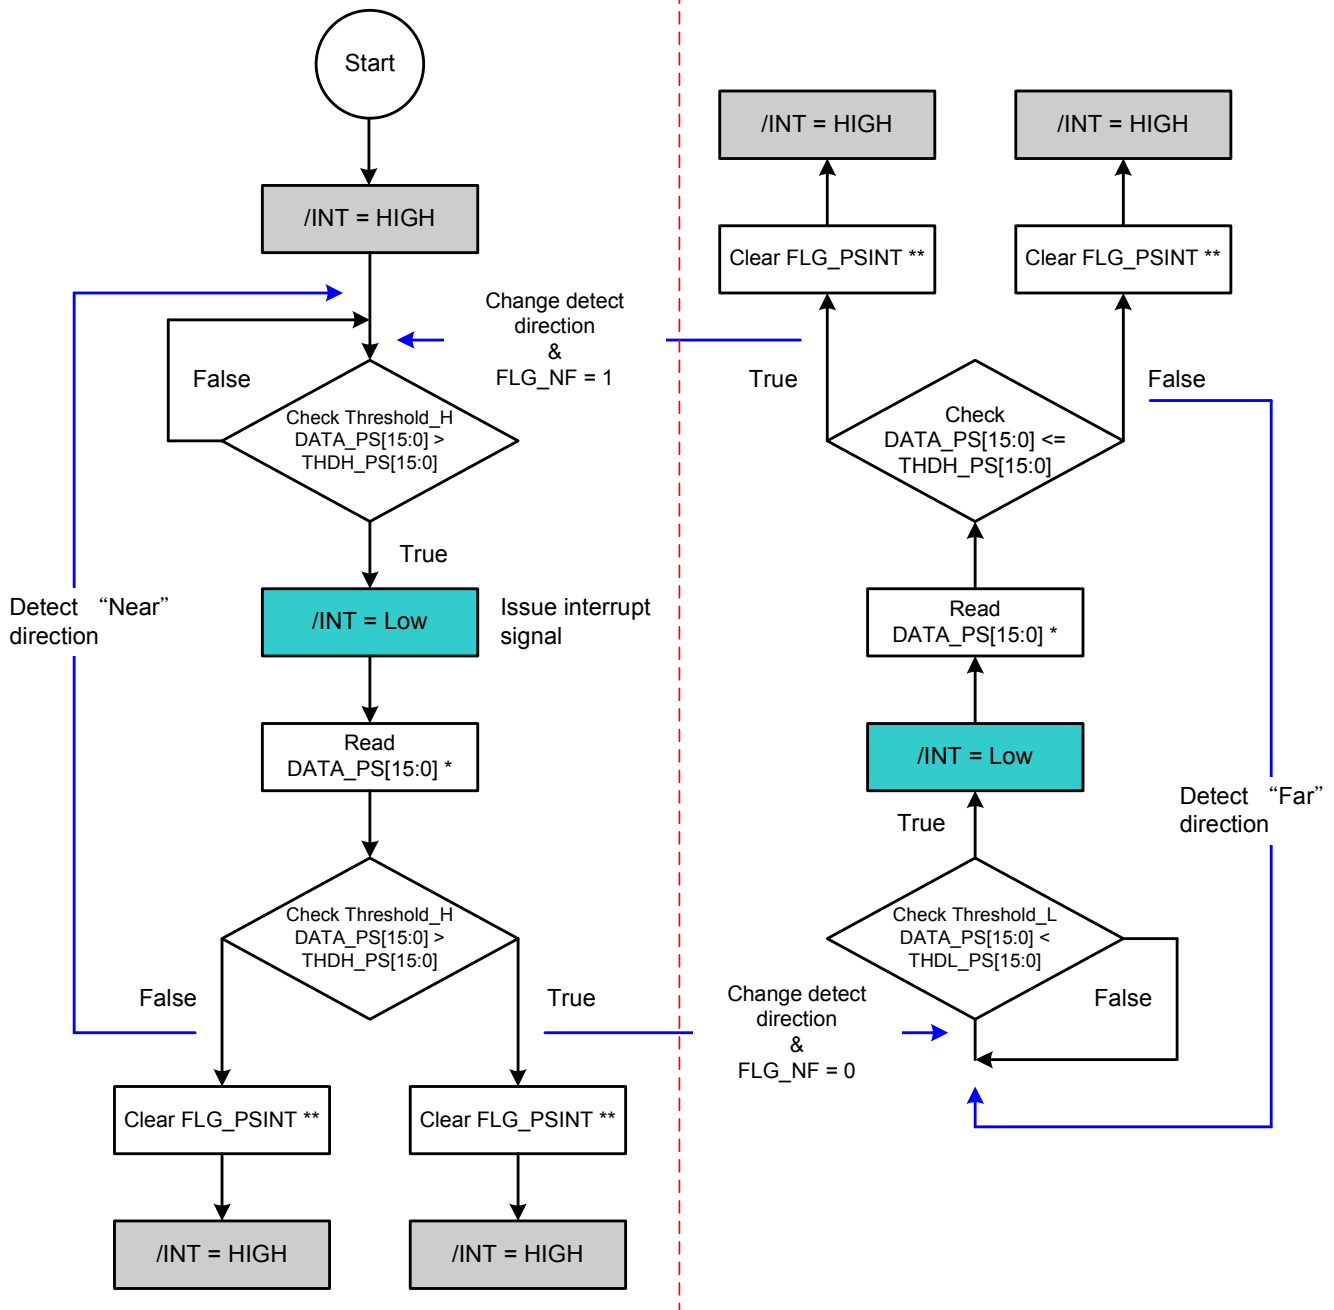 Start
/INT = HIGH
Change detect
direction
&
FLG_NF = 1
False
Check Threshold_H
DATA_PS[15:0] >
THDH_PS[15:0]
True
Detect “Near”
direction
/INT = Low
Issue interrupt
signal
Read
DATA_PS[15:0] *
Check Threshold_H
DATA_PS[15:0] >
THDH_PS[15:0]
False
True
Clear FLG_PSINT **
Clear FLG_PSINT **
/INT = HIGH
/INT = HIGH
/INT = HIGH
/INT = HIGH
Clear FLG_PSINT **
Clear FLG_PSINT **
True
False
Check
DATA_PS[15:0] <=
THDH_PS[15:0]
Read
DATA_PS[15:0] *
/INT = Low
Detect “Far”
direction
True
Check Threshold_L
DATA_PS[15:0] <
THDL_PS[15:0]
False
Change detect
direction
&
FLG_NF = 0